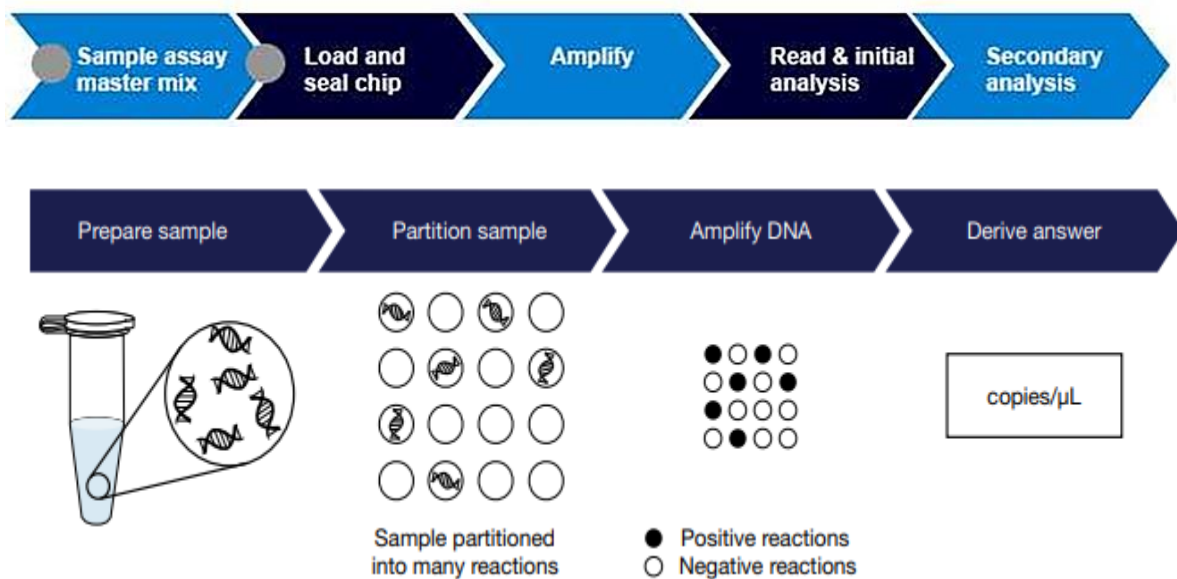 Sample assay
master mix
Load and
seal chip
Amplify
Read & initial
analysis
Secondary
analysis
Prepare sample
Partition sample
Amplify DNA
Derive answer
copies/µL
Sample partitioned
into many reactions
Positive reactions
Negative reactions